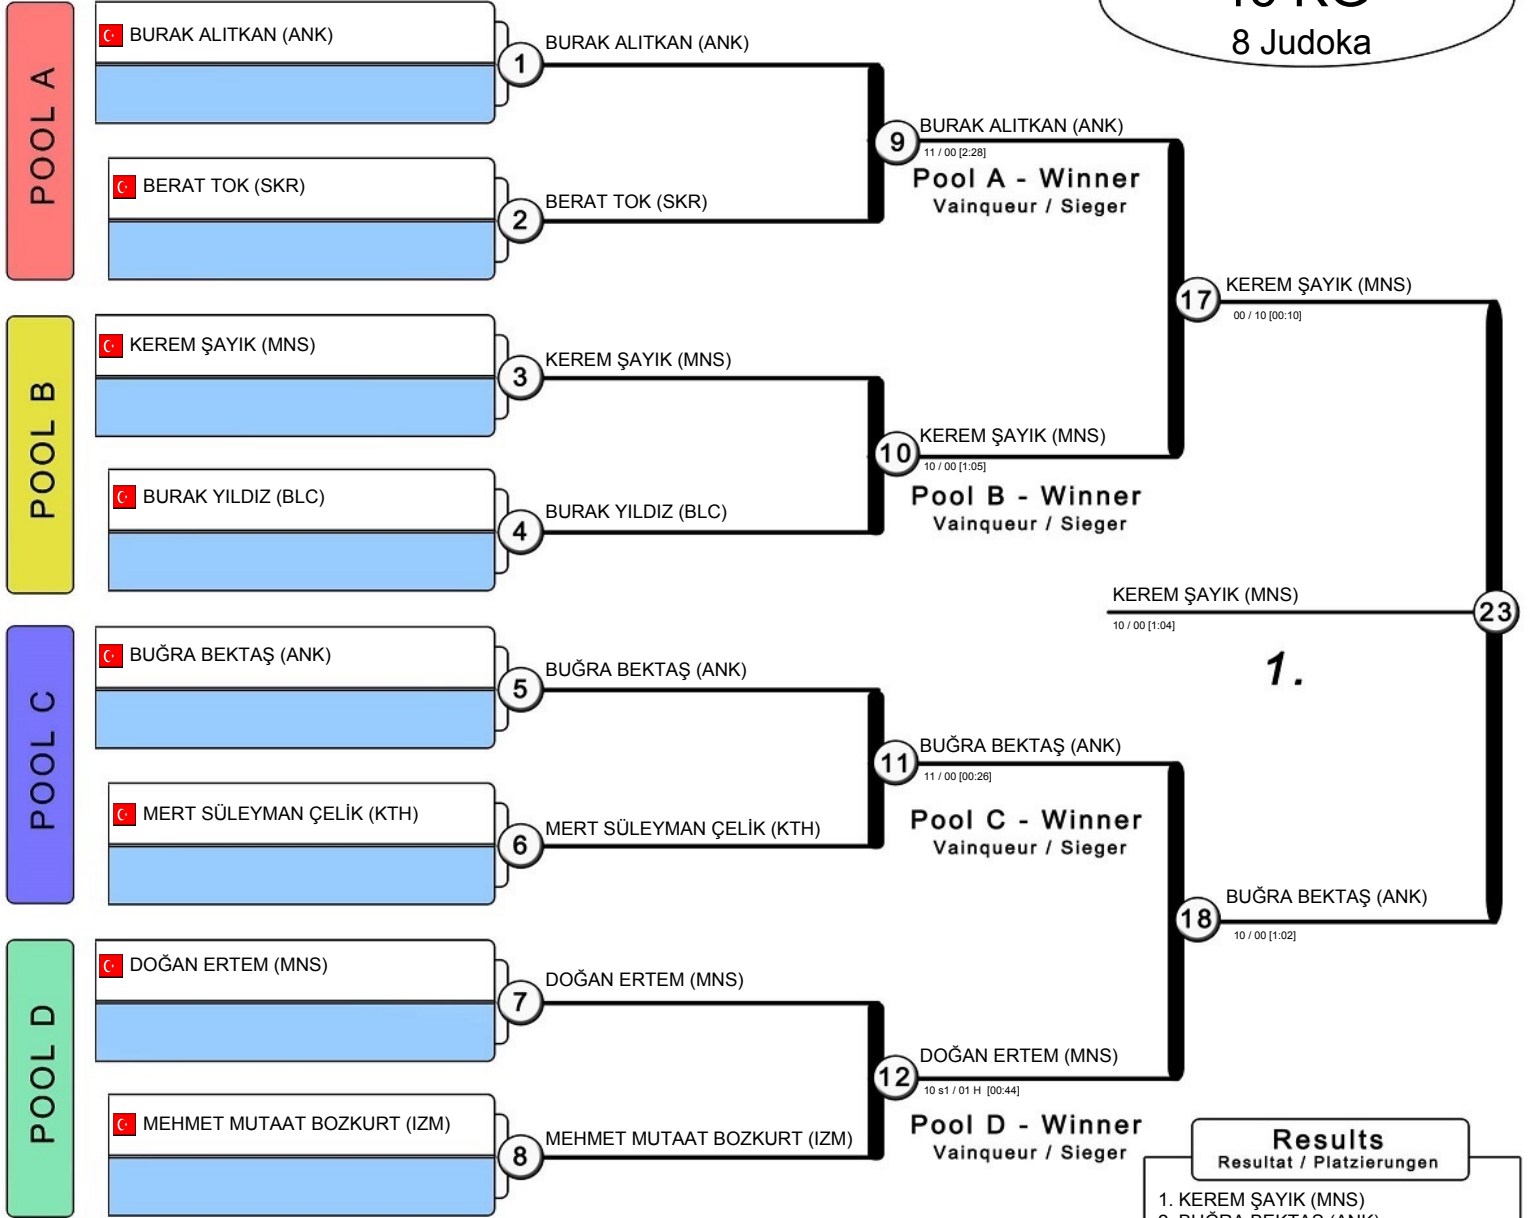 POOL A
BURAK ALITKAN (ANK)
1
BURAK ALITKAN (ANK)
BERAT TOK (SKR)
2
BERAT TOK (SKR)
9
BURAK ALITKAN (ANK)
11 / 00 [2:28]
Pool A - Winner
Vainqueur / Sieger
POOL B
KEREM ŞAYIK (MNS)
3
KEREM ŞAYIK (MNS)
BURAK YILDIZ (BLC)
4
BURAK YILDIZ (BLC)
10
KEREM ŞAYIK (MNS)
10 / 00 [1:05]
Pool B - Winner
Vainqueur / Sieger
17
KEREM ŞAYIK (MNS)
00 / 10 [00:10]
POOL C
BUĞRA BEKTAŞ (ANK)
5
BUĞRA BEKTAŞ (ANK)
MERT SÜLEYMAN ÇELİK (KTH)
6
MERT SÜLEYMAN ÇELİK (KTH)
11
BUĞRA BEKTAŞ (ANK)
11 / 00 [00:26]
Pool C - Winner
Vainqueur / Sieger
POOL D
DOĞAN ERTEM (MNS)
7
DOĞAN ERTEM (MNS)
MEHMET MUTAAT BOZKURT (IZM)
8
MEHMET MUTAAT BOZKURT (IZM)
12
DOĞAN ERTEM (MNS)
10 s1 / 01 H [00:44]
Pool D - Winner
Vainqueur / Sieger
18
BUĞRA BEKTAŞ (ANK)
10 / 00 [1:02]
KEREM ŞAYIK (MNS)
23
10 / 00 [1:04]
1.
KG
8 Judoka
Results
Resultat / Platzierungen
1. KEREM ŞAYIK (MNS)
2. BUĞRA BEKTAŞ (ANK)